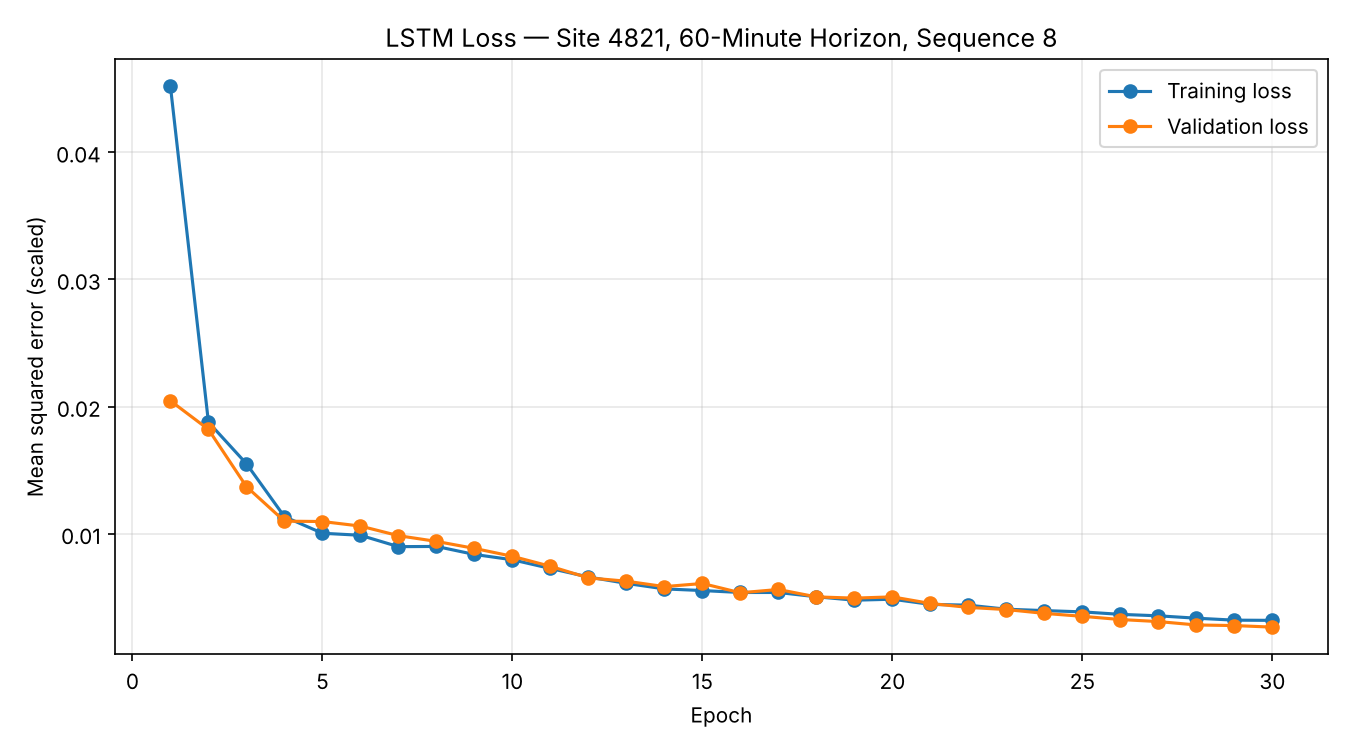 LSTM Loss — Site 4821, 60-Minute Horizon, Sequence 8
Training loss
Validation loss
Mean squared error (scaled)
0.04
0.03
0.02
0.01
0 5 10 15 20 25 30
Epoch